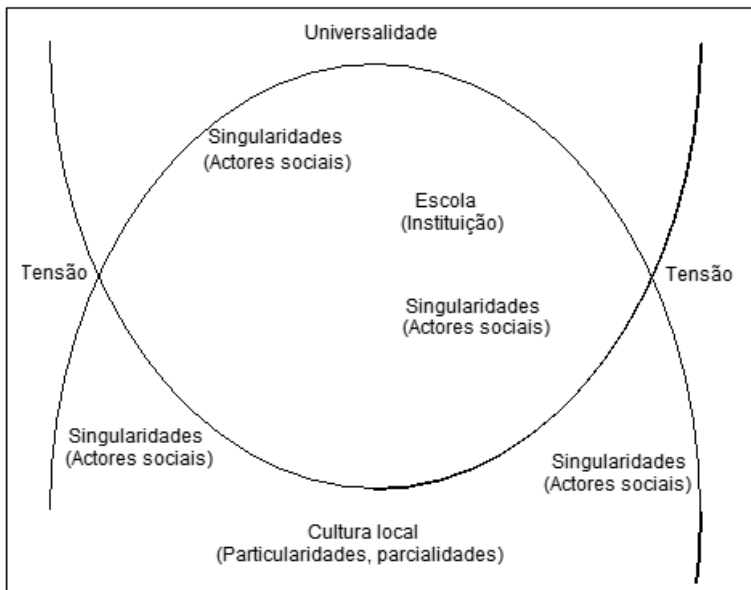 Universalidade
Singularidades
(Actores sociais)
Escola
(Instituição)
Tensão
Tensão
Singularidades
(Actores sociais)
Singularidades
(Actores sociais)
Singularidades
(Actores sociais)
Cultura local
(Particularidades, parcialidades)